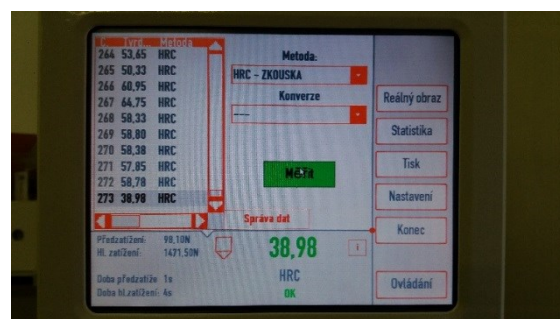 Č. Tvrd... Metoda
264 53,65 HRC
265 50,33 HRC
266 60,95 HRC
267 64,75 HRC
268 58,33 HRC
269 58,80 HRC
270 58,38 HRC
271 57,85 HRC
272 58,78 HRC
273 38,98 HRC
Metoda:
HRC - ZKOUSKA
Konverze
---
Měřit
Správa dat
Předzatížení: 98,10N
Hl. zatížení: 1471,50N
Doba předzatíže 1s
Doba hl.zatížení: 4s
38,98
HRC
OK
i
Reálný obraz
Statistika
Tisk
Nastavení
Konec
Ovládání